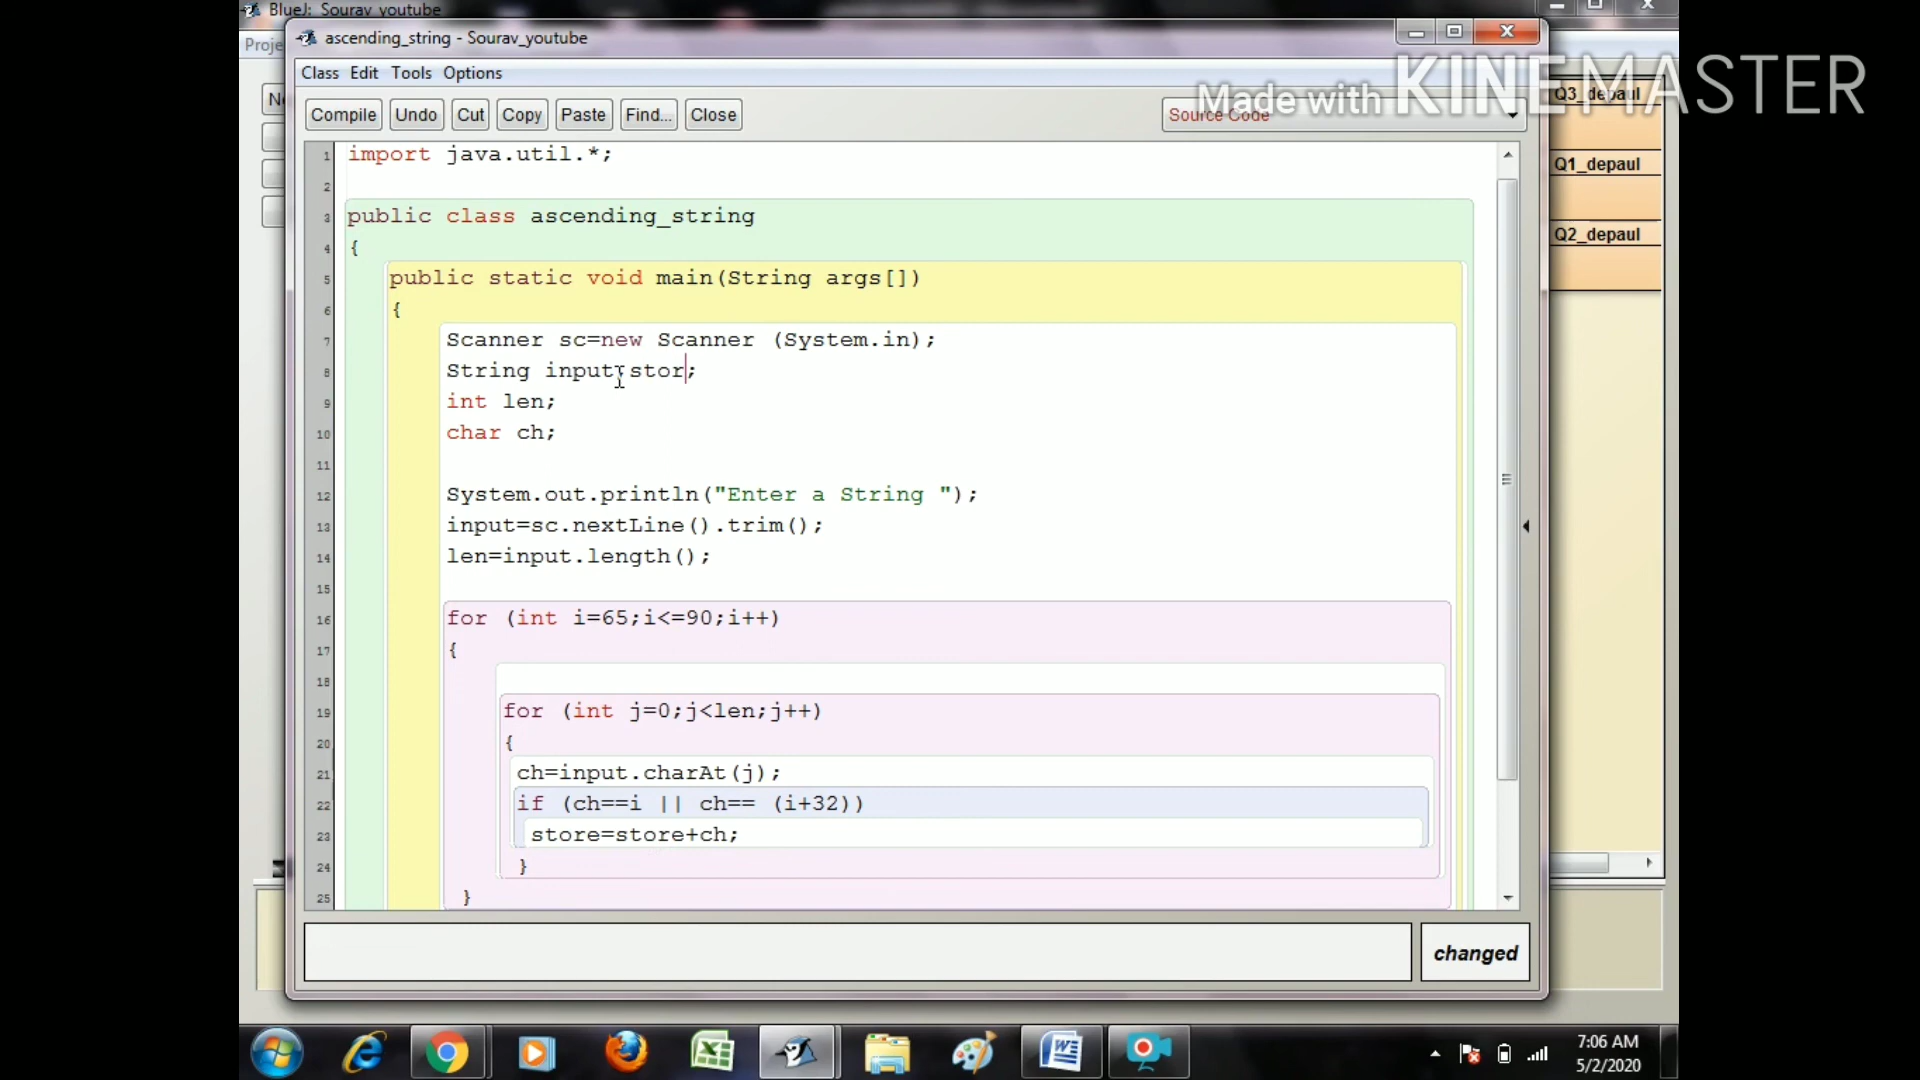 BlueJ: Sourav_youtube
ascending_string - Sourav_youtube
Class Edit Tools Options
Compile Undo Cut Copy Paste Find... Close
Source Code
Made with KINEMASTER
Q3_depaul
Q1_depaul
Q2_depaul
1 import java.util.*;
2
3 public class ascending_string
4 {
5 public static void main(String args[])
6 {
7 Scanner sc=new Scanner (System.in);
8 String input,stor;
9 int len;
10 char ch;
11
12 System.out.println("Enter a String ");
13 input=sc.nextLine().trim();
14 len=input.length();
15
16 for (int i=65;i<=90;i++)
17 {
18
19 for (int j=0;j<len;j++)
20 {
21 ch=input.charAt(j);
22 if (ch==i || ch== (i+32))
23 store=store+ch;
24 }
25 }
changed
7:06 AM
5/2/2020